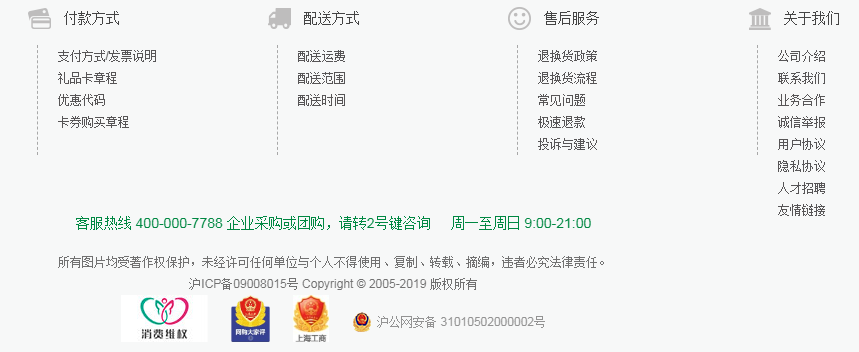 付款方式
支付方式/发票说明
礼品卡章程
优惠代码
卡券购买章程
配送方式
配送运费
配送范围
配送时间
售后服务
退换货政策
退换货流程
常见问题
极速退款
投诉与建议
关于我们
公司介绍
联系我们
业务合作
诚信举报
用户协议
隐私协议
人才招聘
友情链接
客服热线 400-000-7788 企业采购或团购，请转2号键咨询 周一至周日 9:00-21:00
所有图片均受著作权保护，未经许可任何单位与个人不得使用、复制、转载、摘编，违者必究法律责任。
沪ICP备09008015号 Copyright © 2005-2019 版权所有
消费维权
网购大家评
上海工商
沪公网安备 31010502000002号